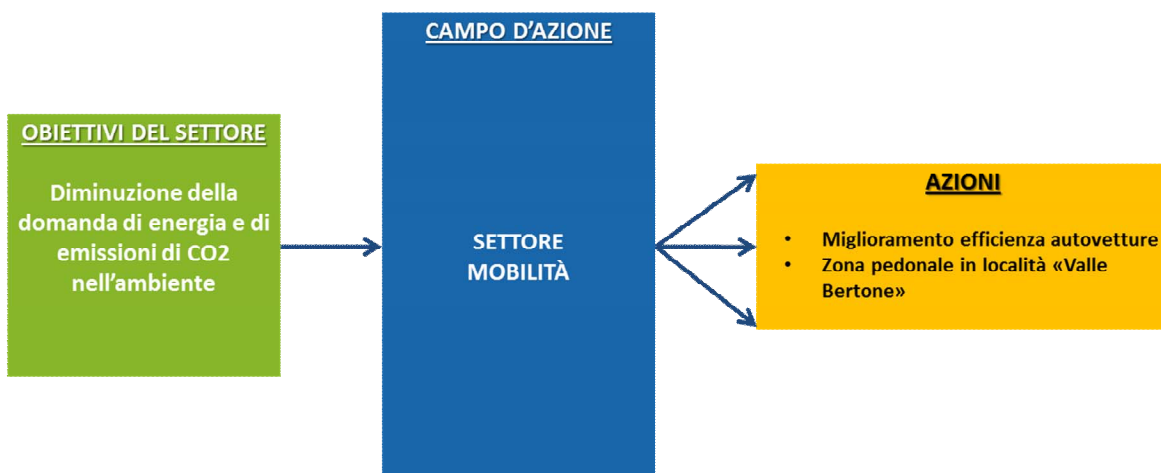 OBIETTIVI DEL SETTORE
Diminuzione della
domanda di energia e di
emissioni di CO2
nell'ambiente
CAMPO D'AZIONE
SETTORE
MOBILITÀ
AZIONI
• Miglioramento efficienza autovetture
• Zona pedonale in località «Valle
Bertone»